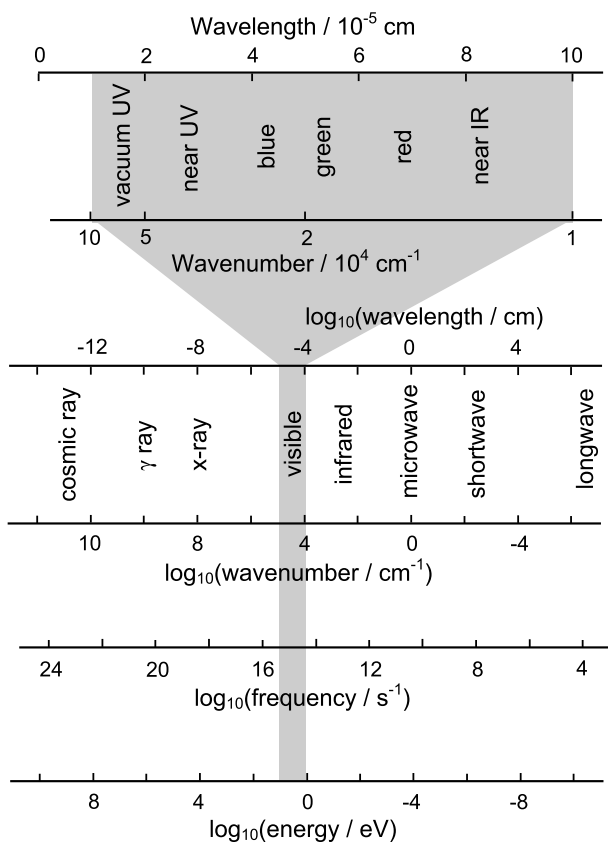 Wavelength / 10⁻⁵ cm
0 2 4 6 8 10
vacuum UV near UV blue green red near IR
10 5 2 1
Wavenumber / 10⁴ cm⁻¹
log₁₀(wavelength / cm)
-12 -8 -4 0 4
cosmic ray γ ray x-ray visible infrared microwave shortwave longwave
10 8 4 0 -4
log₁₀(wavenumber / cm⁻¹)
24 20 16 12 8 4
log₁₀(frequency / s⁻¹)
8 4 0 -4 -8
log₁₀(energy / eV)